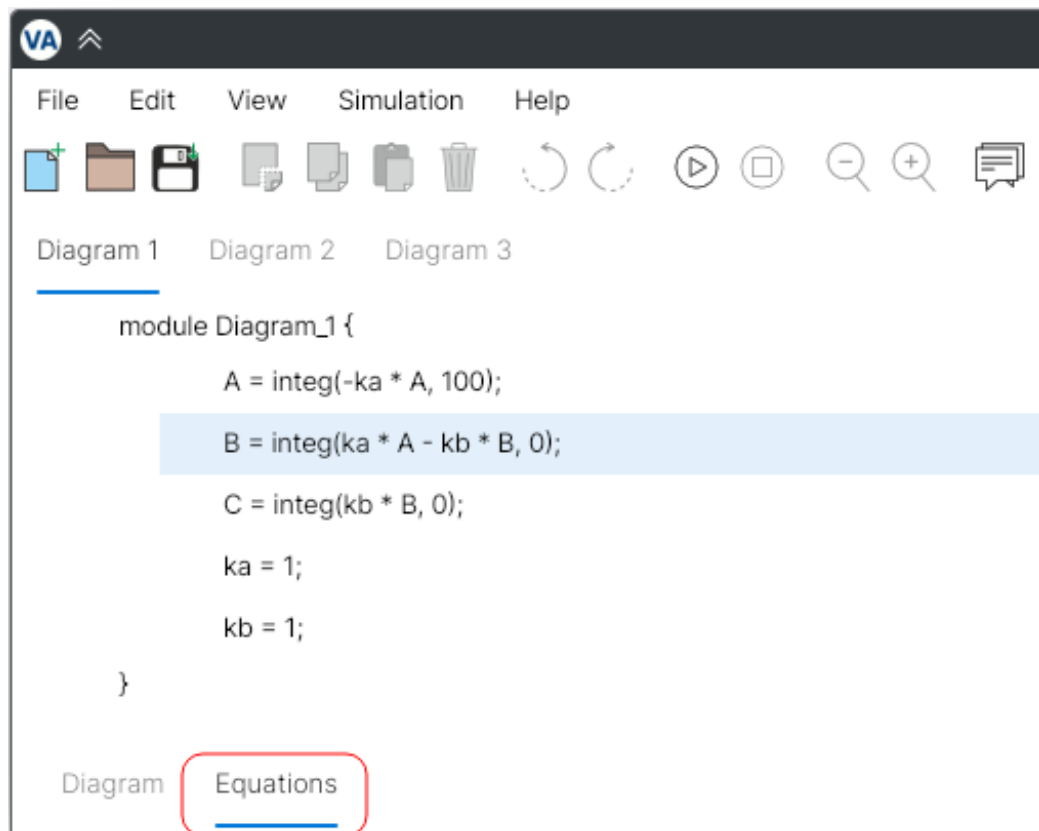 VA
File Edit View Simulation Help
Diagram 1 Diagram 2 Diagram 3
module Diagram_1 {
A = integ(-ka * A, 100);
B = integ(ka * A - kb * B, 0);
C = integ(kb * B, 0);
ka = 1;
kb = 1;
}
Diagram Equations